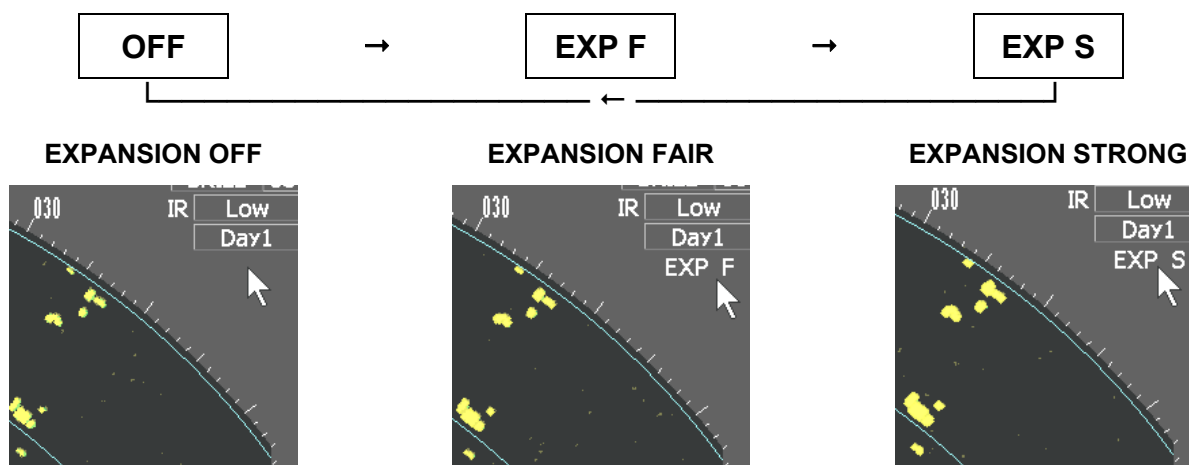 OFF → EXP F → EXP S
←
EXPANSION OFF EXPANSION FAIR EXPANSION STRONG
030 IR Low 030 IR Low 030 IR Low
Day1 Day1 Day1
EXP F EXP S